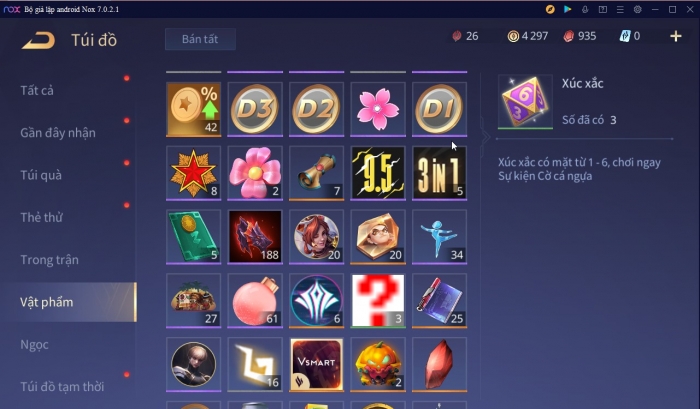 nox Bộ giả lập android Nox 7.0.2.1
Túi đồ
Bán tất
26
4 297
935
0
Tất cả
Gần đây nhận
Túi quà
Thẻ thử
Trong trận
Vật phẩm
Ngọc
Túi đồ tạm thời
%
42
D3
D2
D1
8
2
7
9.5
3 IN 1
5
5
188
20
20
34
27
61
6
?
3
25
16
VSMART
2
6
3
Xúc xắc
Số đã có 3
Xúc xắc có mặt từ 1 - 6, chơi ngay
Sự kiện Cờ cá ngựa